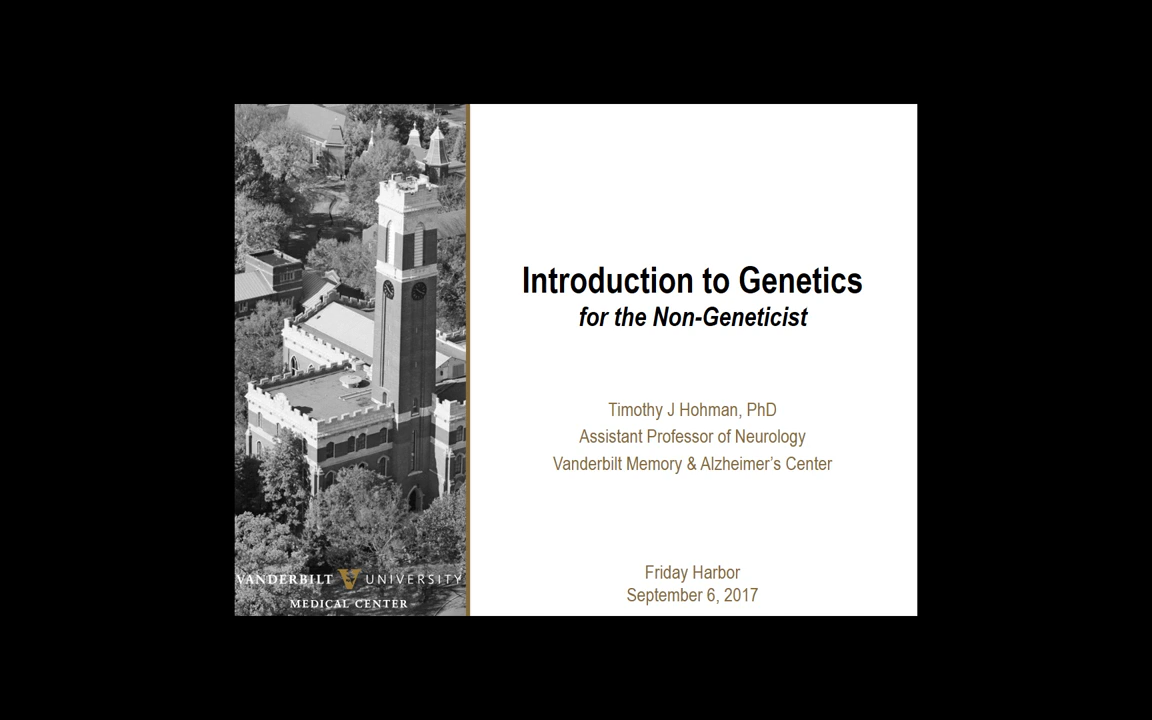 Introduction to Genetics
for the Non-Geneticist
Timothy J Hohman, PhD
Assistant Professor of Neurology
Vanderbilt Memory & Alzheimer's Center
Friday Harbor
September 6, 2017
VANDERBILT V UNIVERSITY
MEDICAL CENTER